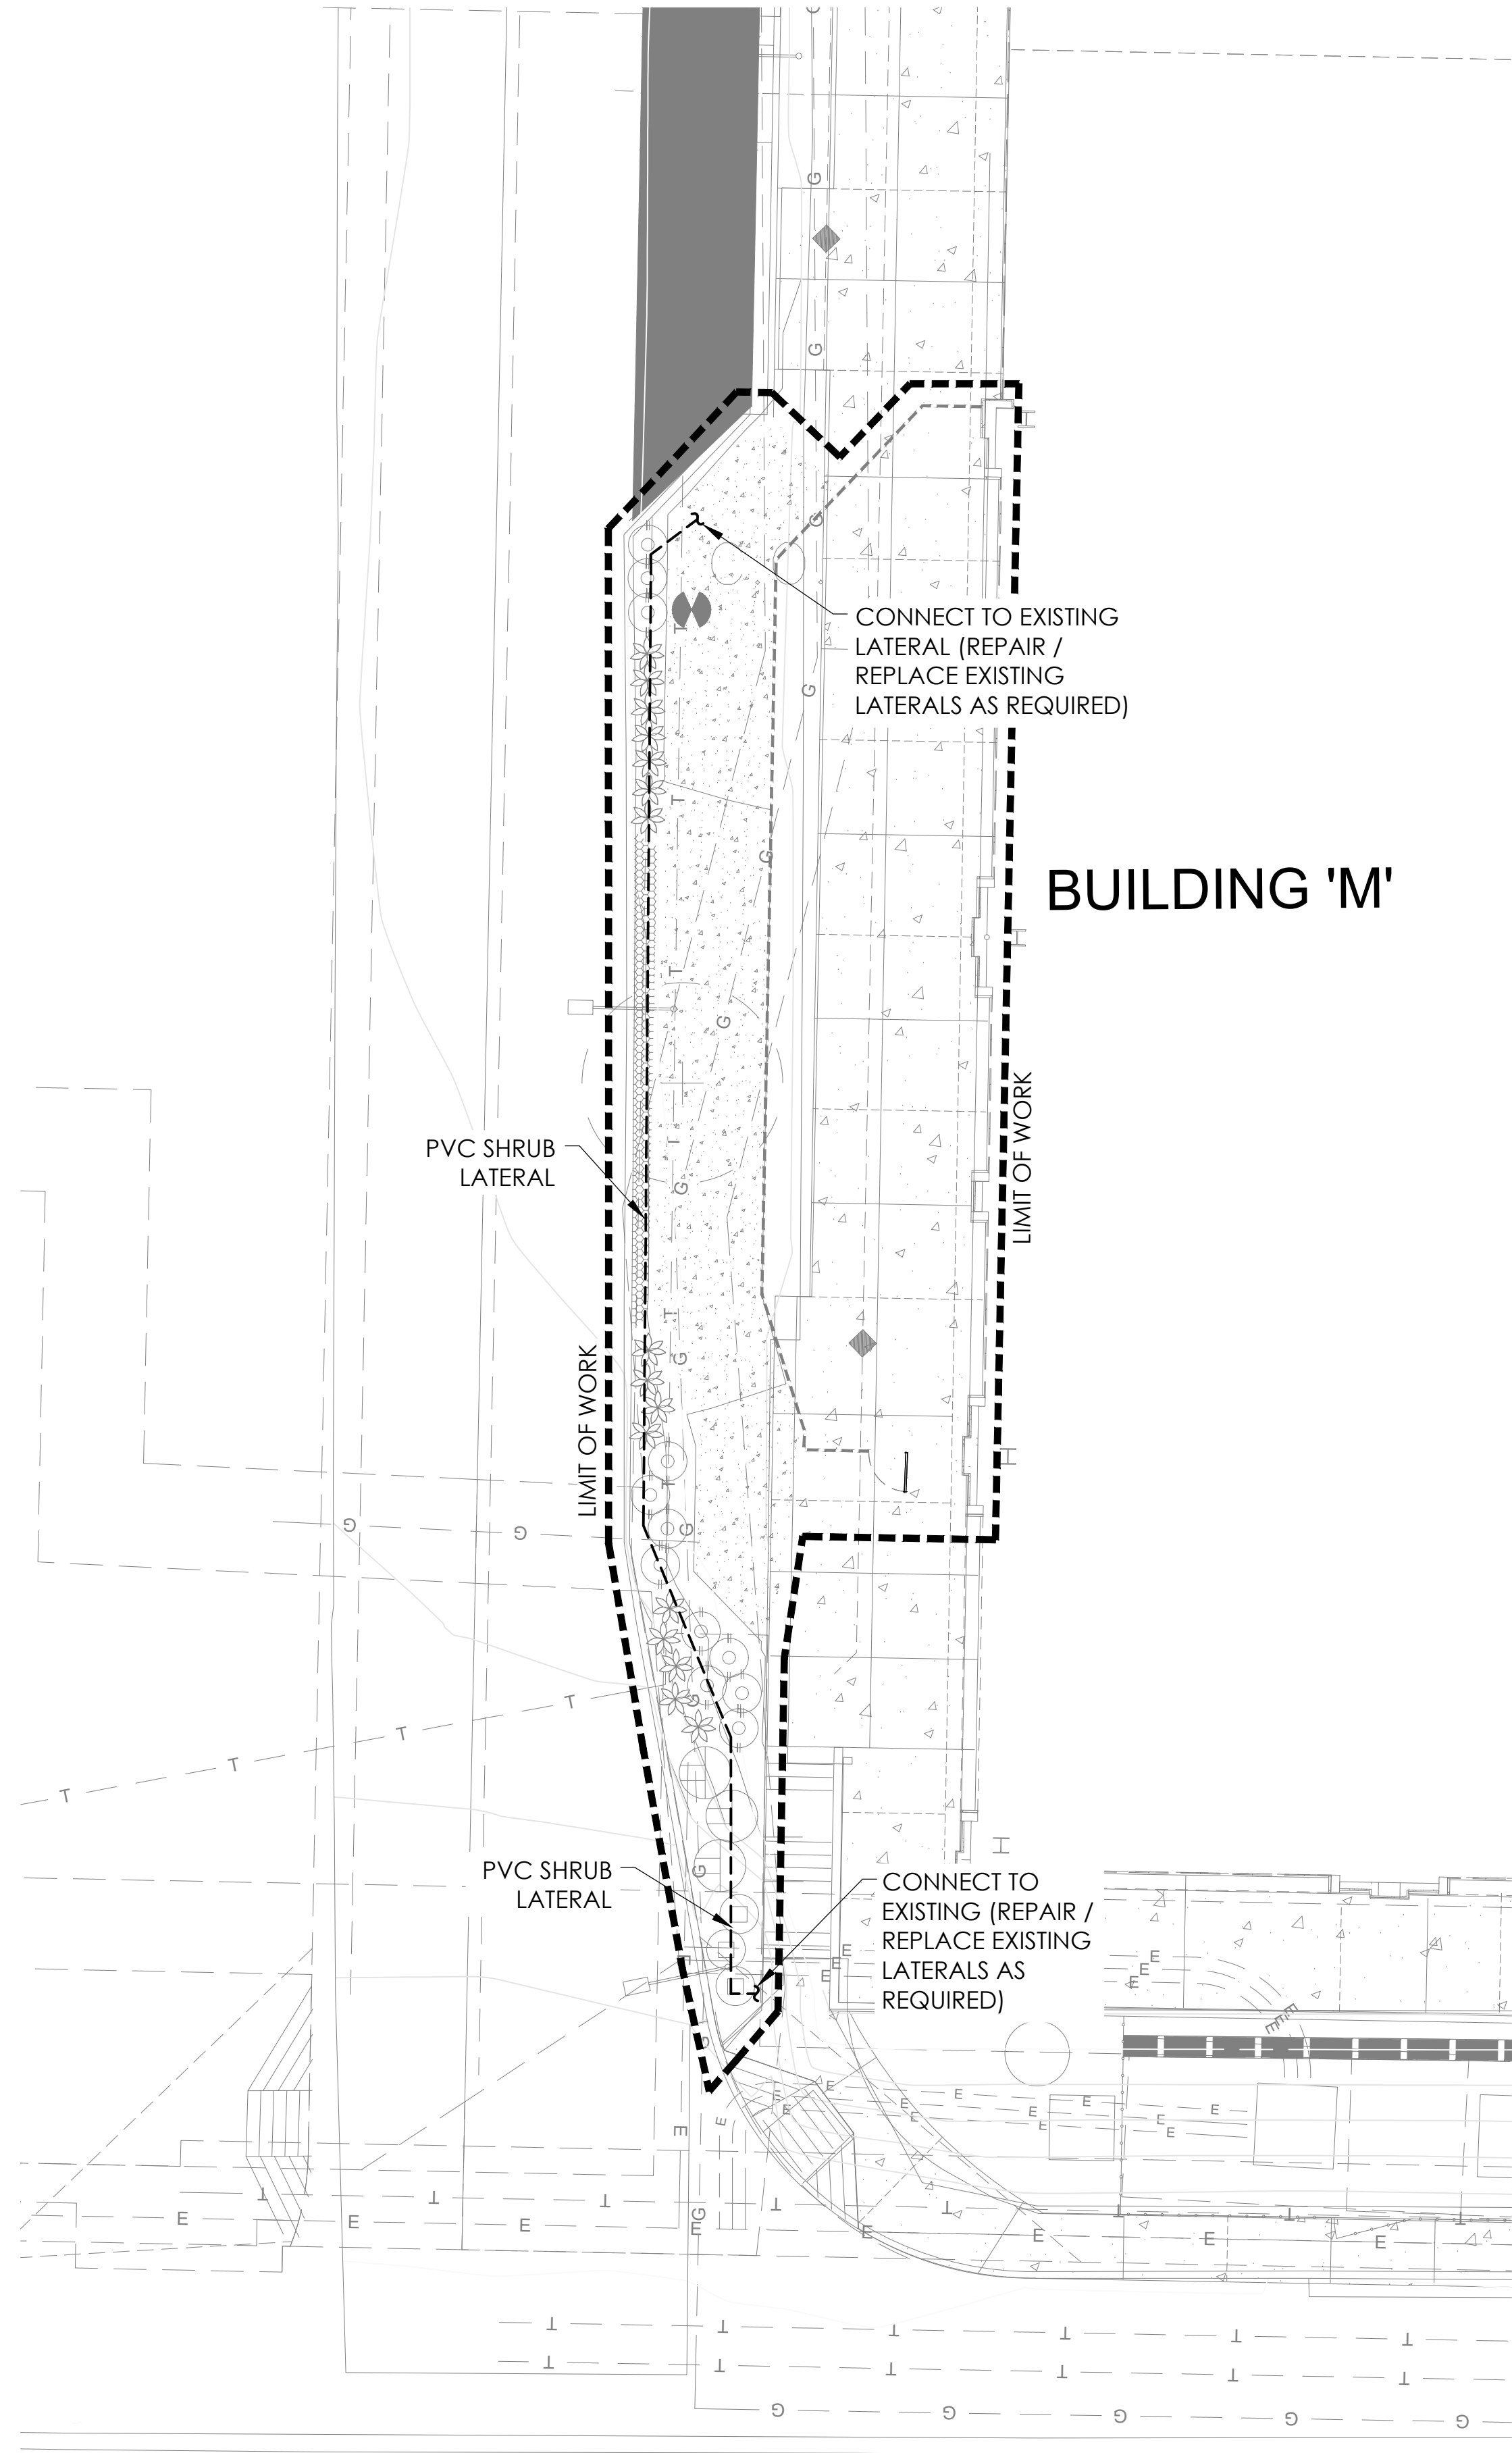 CONNECT TO EXISTING
LATERAL (REPAIR /
REPLACE EXISTING
LATERALS AS REQUIRED)
BUILDING 'M'
LIMIT OF WORK
PVC SHRUB
LATERAL
LIMIT OF WORK
PVC SHRUB
LATERAL
CONNECT TO
EXISTING (REPAIR /
REPLACE EXISTING
LATERALS AS
REQUIRED)